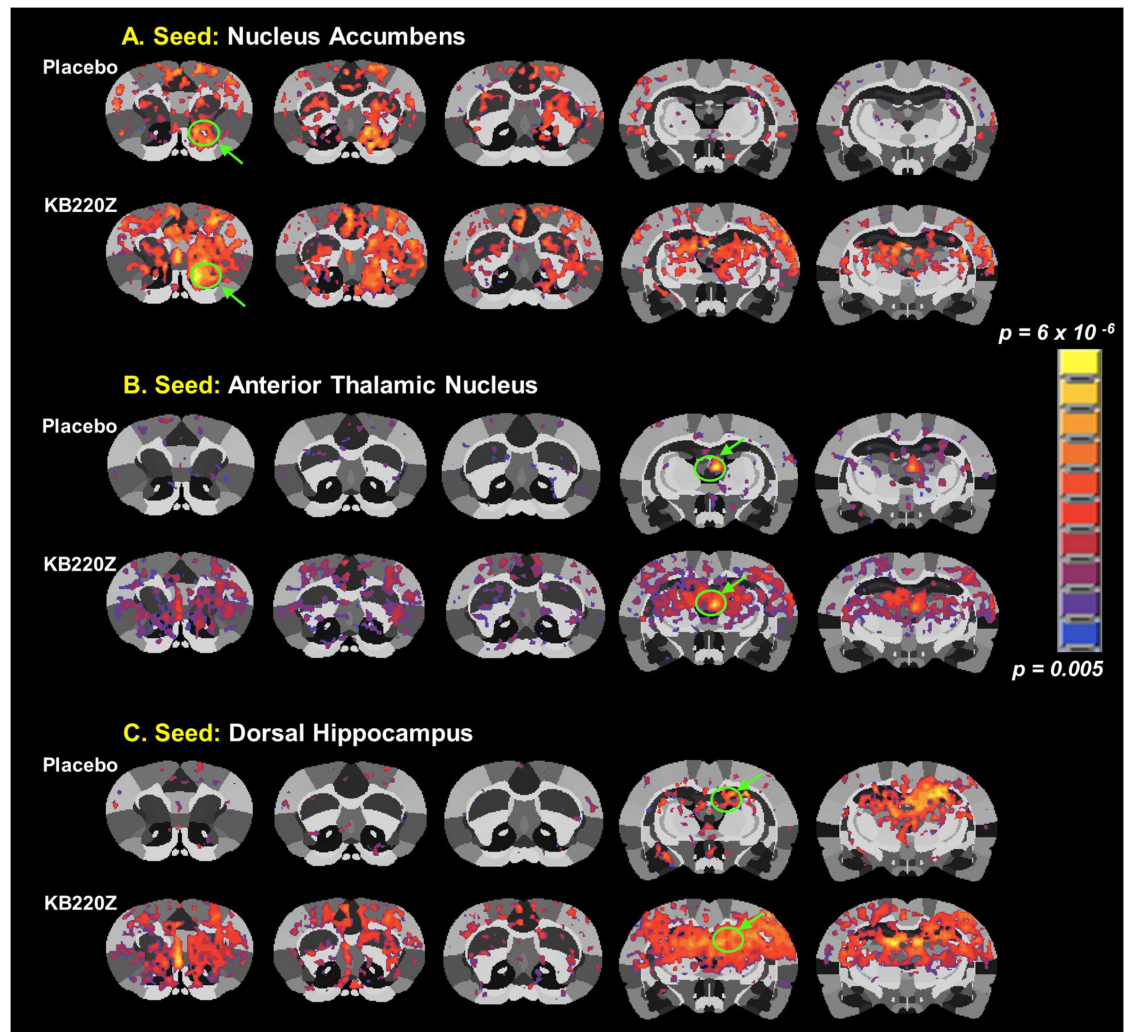 A. Seed: Nucleus Accumbens
Placebo
KB220Z
p = 6 x 10 -6
B. Seed: Anterior Thalamic Nucleus
Placebo
KB220Z
p = 0.005
C. Seed: Dorsal Hippocampus
Placebo
KB220Z